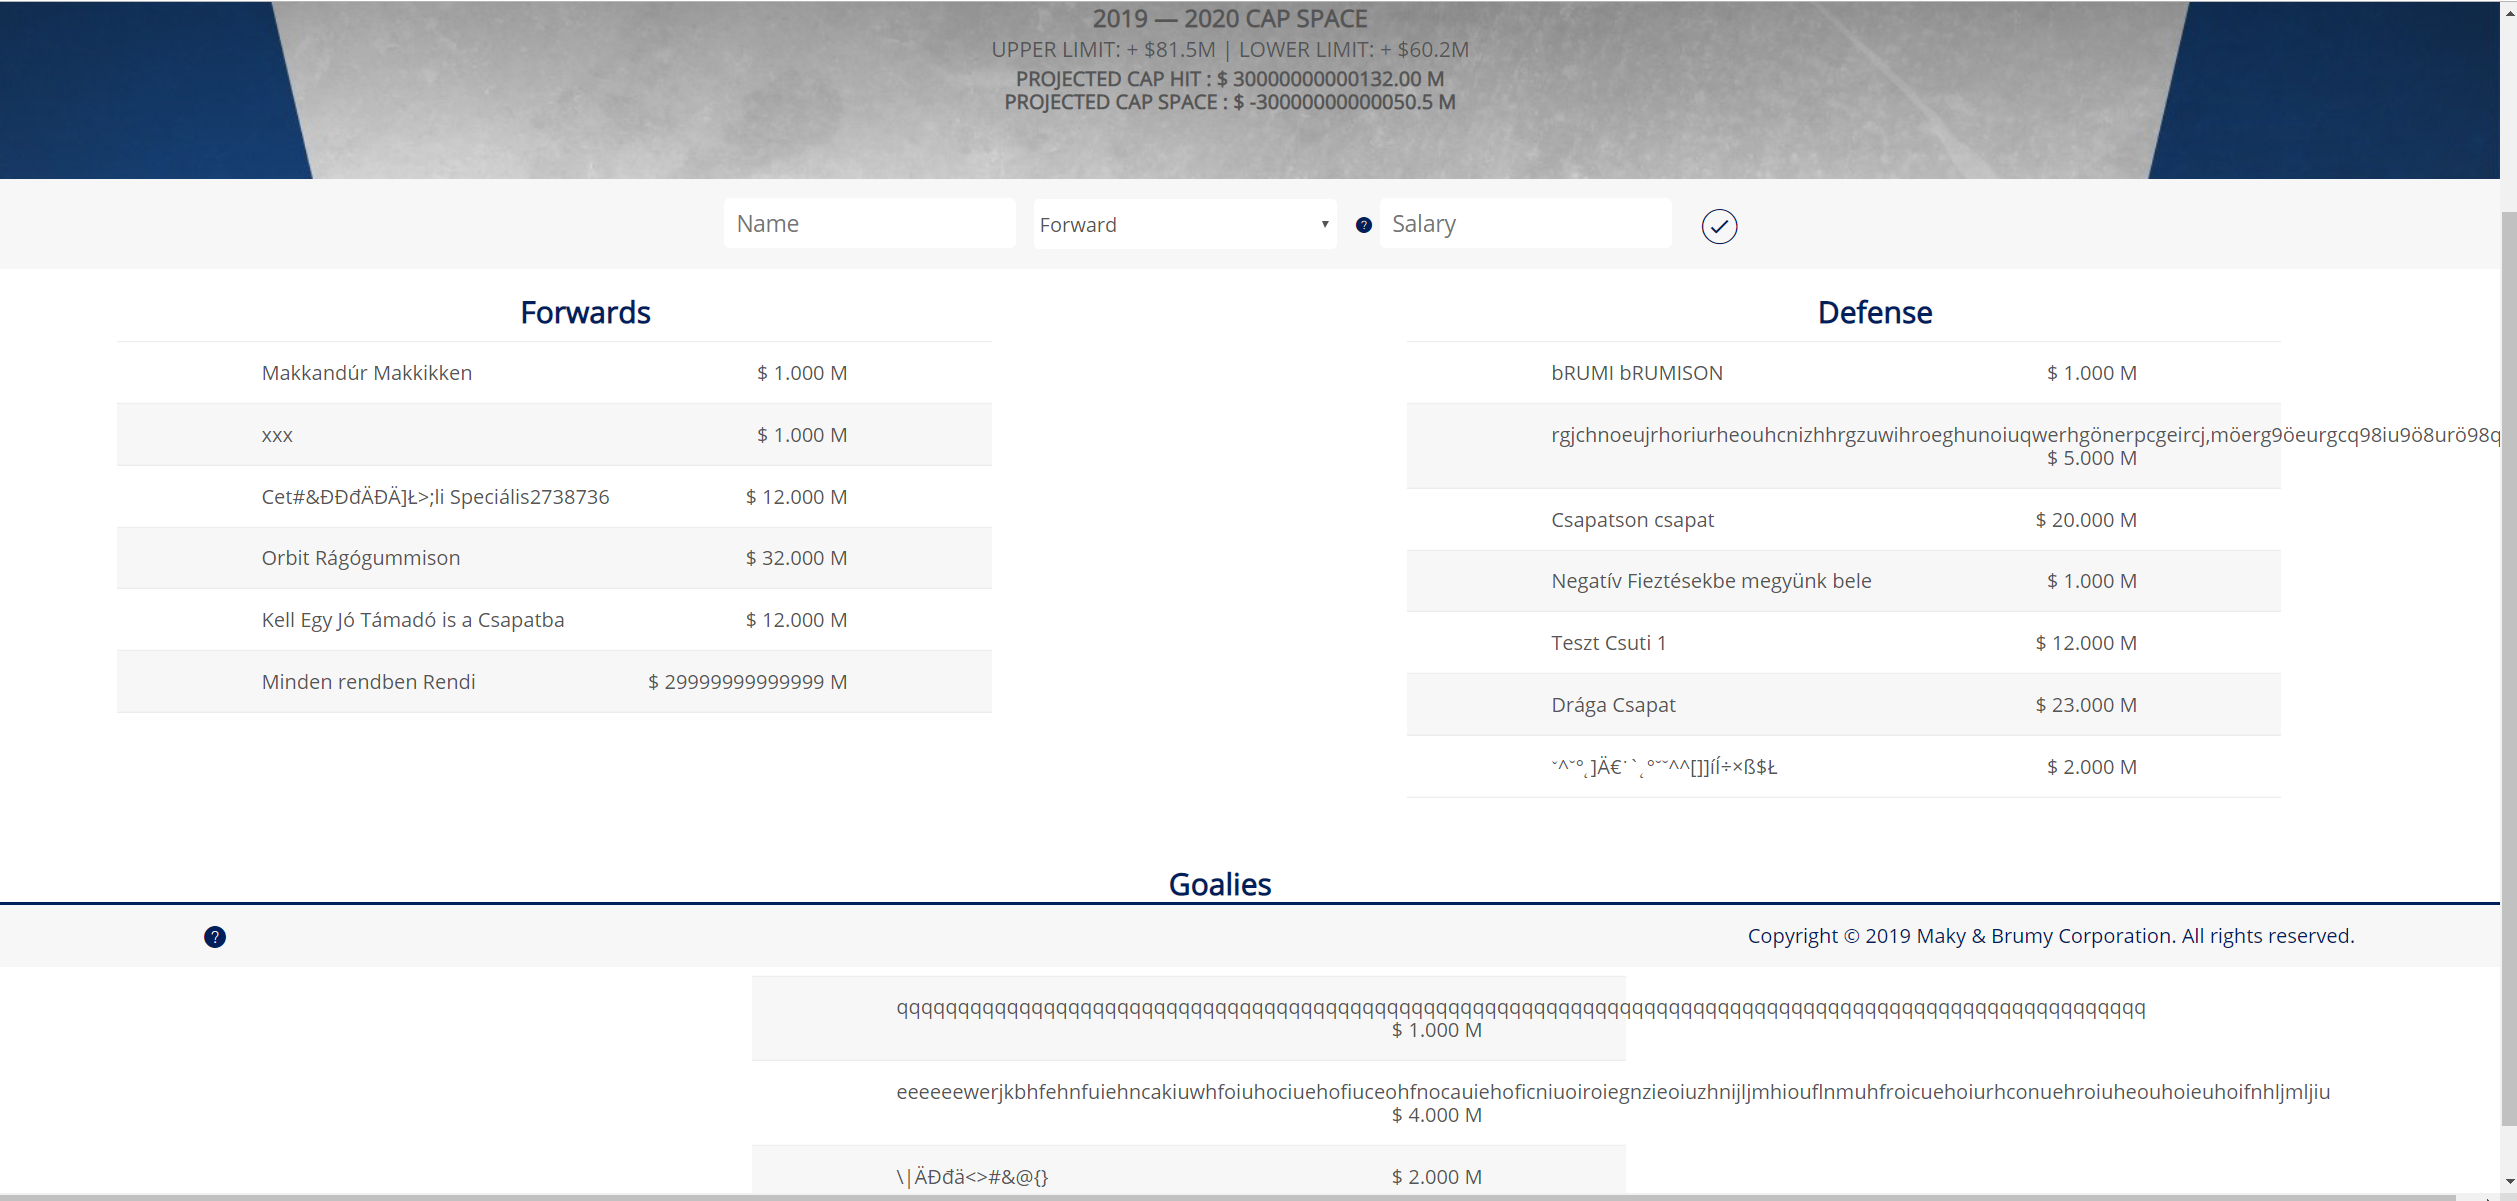 2019 — 2020 CAP SPACE
UPPER LIMIT: + $81.5M | LOWER LIMIT: + $60.2M
PROJECTED CAP HIT : $ 30000000000132.00 M
PROJECTED CAP SPACE : $ -30000000000050.5 M
Name
Forward
Salary
Forwards
Makkandúr Makkikken $ 1.000 M
xxx $ 1.000 M
Cet#&ĐĐđÄĐÄ]Ł>;li Speciális2738736 $ 12.000 M
Orbit Rágógummison $ 32.000 M
Kell Egy Jó Támadó is a Csapatba $ 12.000 M
Minden rendben Rendi $ 29999999999999 M
Defense
bRUMI bRUMISON $ 1.000 M
rgjchnoeujrhoriurheouhcnizhhrgzuwihroeghunoiuqwerhgönerpcgeircj,möerg9öeurgcq98iu9ö8urö98q
$ 5.000 M
Csapatson csapat $ 20.000 M
Negatív Fieztésekbe megyünk bele $ 1.000 M
Teszt Csuti 1 $ 12.000 M
Drága Csapat $ 23.000 M
$ 2.000 M
Goalies
Copyright © 2019 Maky & Brumy Corporation. All rights reserved.
$ 1.000 M
eeeeeewerjkbhfehnfuiehncakiuwhfoiuhociuehofiuceohfnocauiehoficniuoiroiegnzieoiuzhnijljmhiouflnmuhfroicuehoiurhconuehroiuheouhoieuhoifnhljmljiu
$ 4.000 M
\|ÄĐđä<>#&@{} $ 2.000 M